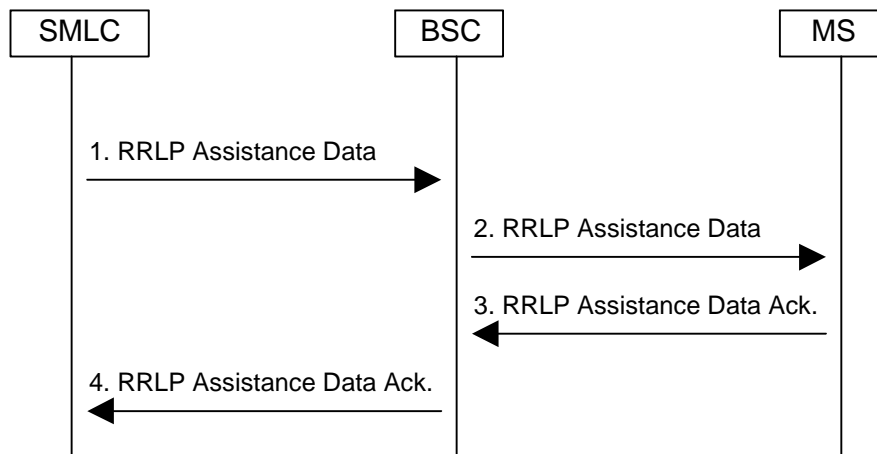 SMLC
BSC
MS
1. RRLP Assistance Data
2. RRLP Assistance Data
3. RRLP Assistance Data Ack.
4. RRLP Assistance Data Ack.